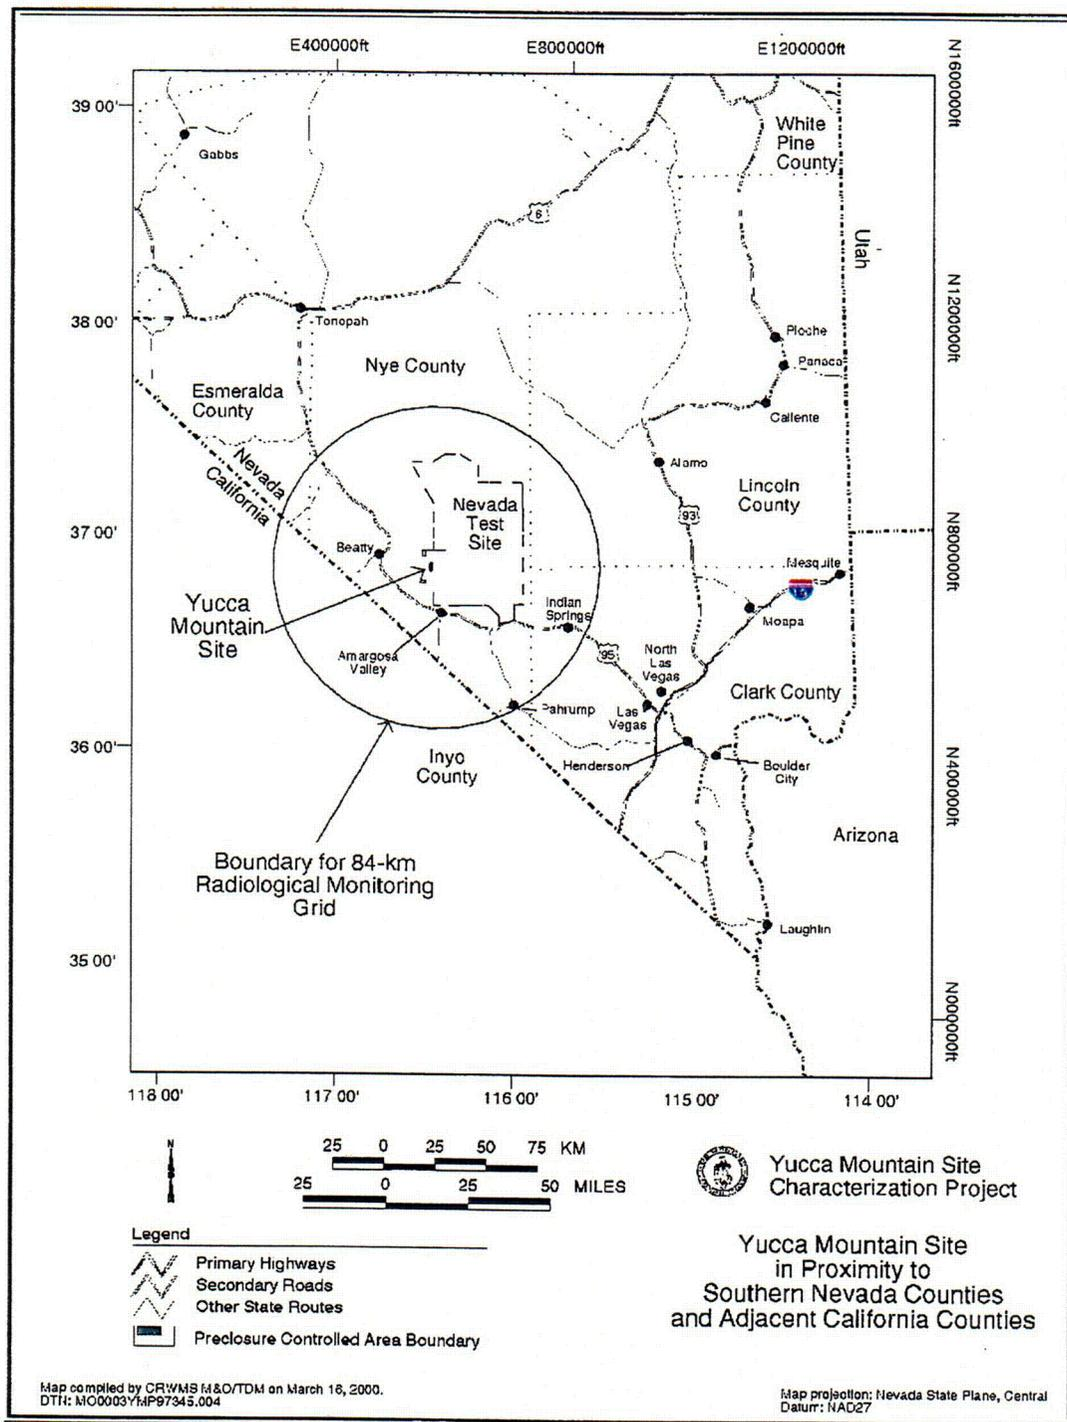 E400000ft E800000ft E1200000ft
N1600000ft
39 00'
White
Pine
County
Gabbs
6
Utah
N1200000ft
38 00'
Tonopah
Pioche
Panaca
Nye County
Esmeralda
County
Caliente
Nevada
California
Alamo
Lincoln
County
Nevada
Test
Site
93
37 00'
N800000ft
Beatty
Mesquite
15
Yucca
Mountain
Site
Indian
Springs
Moapa
Amargosa
Valley
95
North
Las
Vegas
Clark County
Pahrump
Las
Vegas
36 00'
Inyo
County
Henderson
Boulder
City
N400000ft
Arizona
Boundary for 84-km
Radiological Monitoring
Grid
Laughlin
35 00'
N000000ft
118 00' 117 00' 116 00' 115 00' 114 00'
N
25 0 25 50 75 KM
25 0 25 50 MILES
Yucca Mountain Site
Characterization Project
Legend
Primary Highways
Secondary Roads
Other State Routes
Preclosure Controlled Area Boundary
Yucca Mountain Site
in Proximity to
Southern Nevada Counties
and Adjacent California Counties
Map compiled by CRWMS M&O/TDM on March 16, 2000.
DTN: MO0003YMP97345.004
Map projection: Nevada State Plane, Central
Datum: NAD27